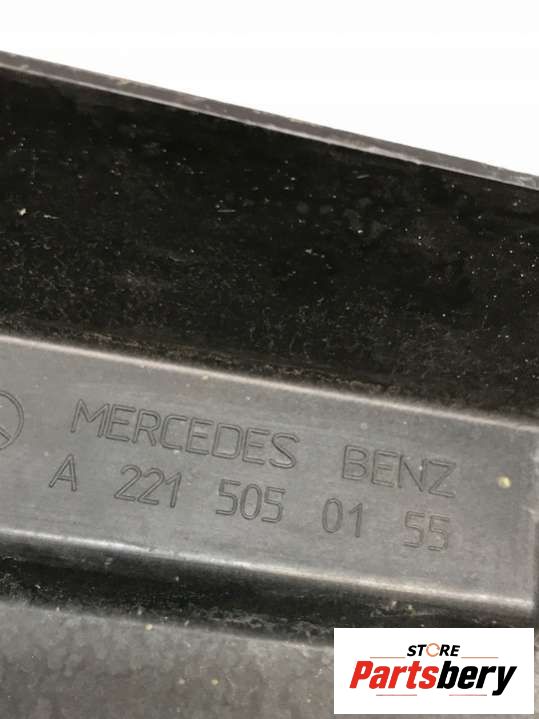 MERCEDES BENZ
A 221 505 01 55
STORE
Partsbery